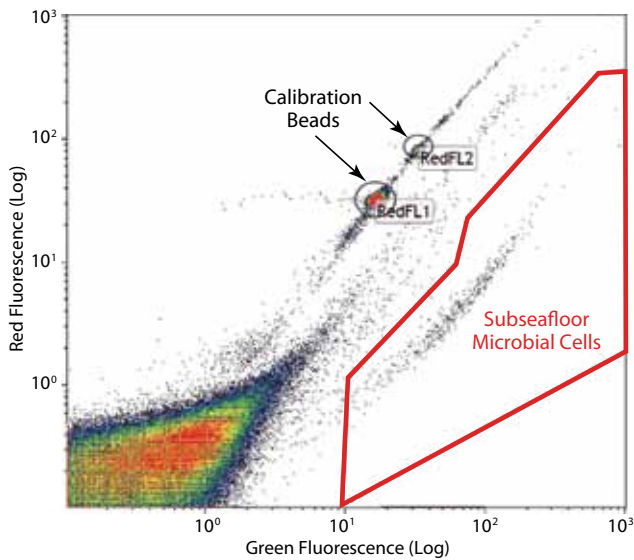 10³
Calibration
Beads
10²
RedFL2
RedFL1
Red Fluorescence (Log)
10¹
Subseafloor
Microbial Cells
10⁰
10⁰
10¹
10²
10³
Green Fluorescence (Log)